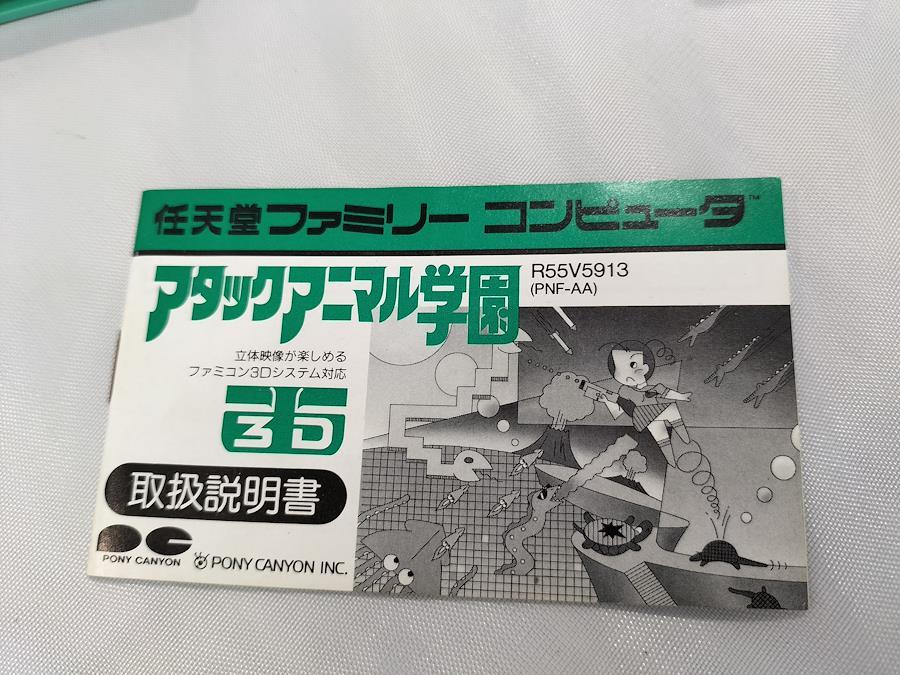 任天堂ファミリー コンピュータ™
アタックアニマル学園
R55V5913
(PNF-AA)
立体映像が楽しめる
ファミコン3Dシステム対応
3D
取扱説明書
PONY CANYON
PONY CANYON INC.